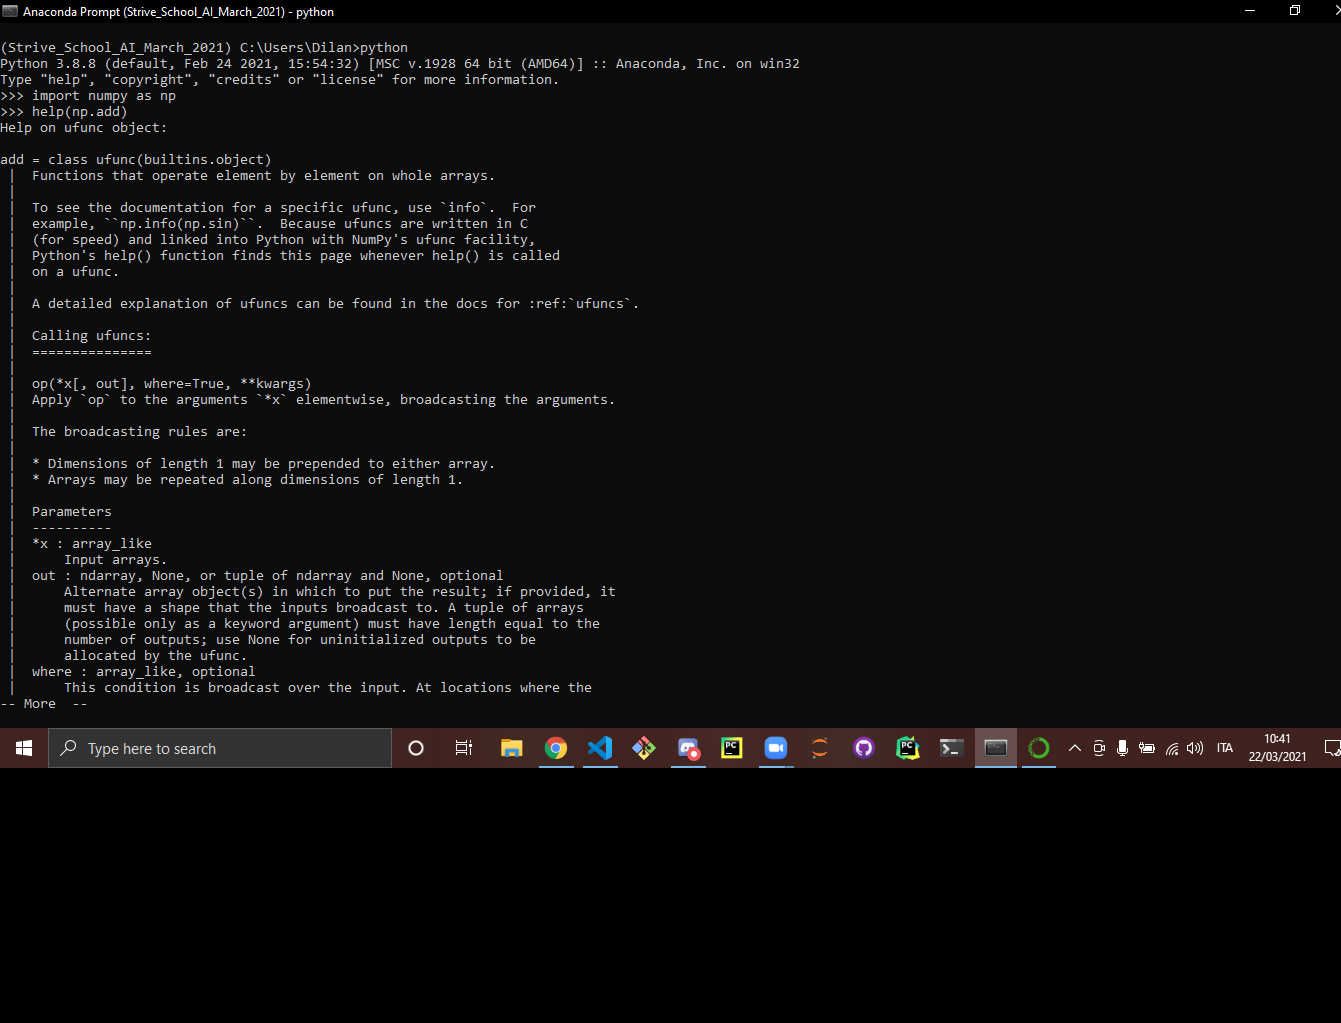 Anaconda Prompt (Strive_School_AI_March_2021) - python
(Strive_School_AI_March_2021) C:\Users\Dilan>python
Python 3.8.8 (default, Feb 24 2021, 15:54:32) [MSC v.1928 64 bit (AMD64)] :: Anaconda, Inc. on win32
Type "help", "copyright", "credits" or "license" for more information.
>>> import numpy as np
>>> help(np.add)
Help on ufunc object:
add = class ufunc(builtins.object)
 |  Functions that operate element by element on whole arrays.
 |
 |  To see the documentation for a specific ufunc, use `info`.  For
 |  example, ``np.info(np.sin)``.  Because ufuncs are written in C
 |  (for speed) and linked into Python with NumPy's ufunc facility,
 |  Python's help() function finds this page whenever help() is called
 |  on a ufunc.
 |
 |  A detailed explanation of ufuncs can be found in the docs for :ref:`ufuncs`.
 |
 |  Calling ufuncs:
 |  ===============
 |
 |  op(*x[, out], where=True, **kwargs)
 |  Apply `op` to the arguments `*x` elementwise, broadcasting the arguments.
 |
 |  The broadcasting rules are:
 |
 |  * Dimensions of length 1 may be prepended to either array.
 |  * Arrays may be repeated along dimensions of length 1.
 |
 |  Parameters
 |  ----------
 |  *x : array_like
 |      Input arrays.
 |  out : ndarray, None, or tuple of ndarray and None, optional
 |      Alternate array object(s) in which to put the result; if provided, it
 |      must have a shape that the inputs broadcast to. A tuple of arrays
 |      (possible only as a keyword argument) must have length equal to the
 |      number of outputs; use None for uninitialized outputs to be
 |      allocated by the ufunc.
 |  where : array_like, optional
 |      This condition is broadcast over the input. At locations where the
-- More  --
Type here to search
PC
PC
ITA
10:41
22/03/2021